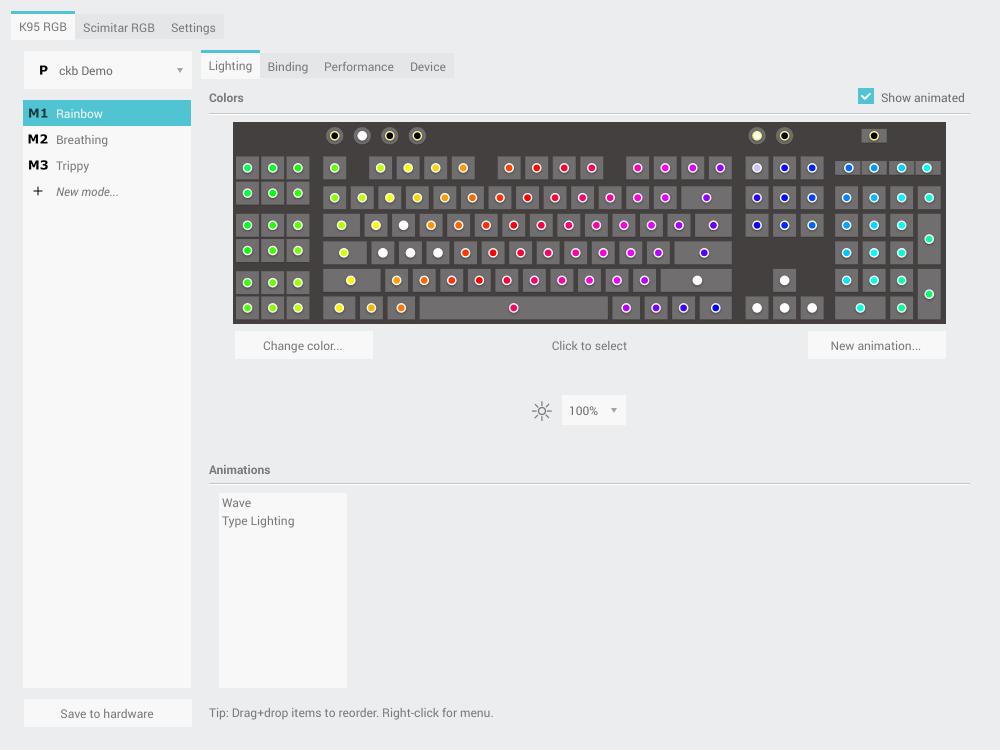 K95 RGB Scimitar RGB Settings
P ckb Demo
Lighting Binding Performance Device
Colors
Show animated
M1 Rainbow
M2 Breathing
M3 Trippy
+ New mode...
Change color... Click to select New animation...
100%
Animations
Wave
Type Lighting
Save to hardware
Tip: Drag+drop items to reorder. Right-click for menu.